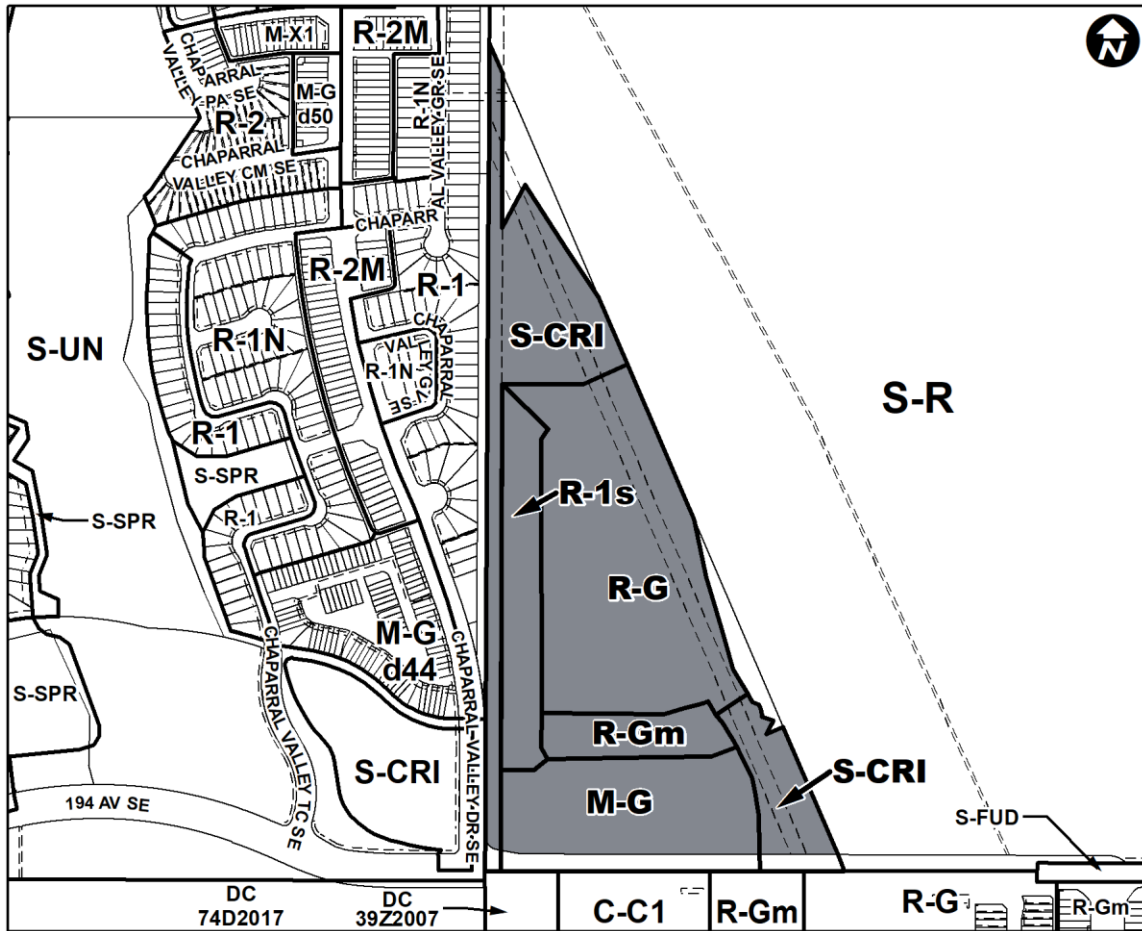 N
M-X1
R-2M
CHAPARRAL
VALLEY PA SE
M-G
d50
R-1N
AL VALLEY GR SE
R-2
CHAPARRAL
VALLEY CM SE
CHAPARR
R-2M
R-1
S-CRI
S-UN
R-1N
CHAPARRAL
VALLEY GZ SE
R-1N
S-R
R-1
S-SPR
R-1s
R-1
S-SPR
R-G
M-G
d44
S-SPR
CHAPARRAL VALLEY TC SE
CHAPARRAL VALLEY DR SE
R-Gm
S-CRI
S-CRI
M-G
194 AV SE
S-FUD
DC
74D2017
DC
39Z2007
C-C1
R-Gm
R-G
R-Gm